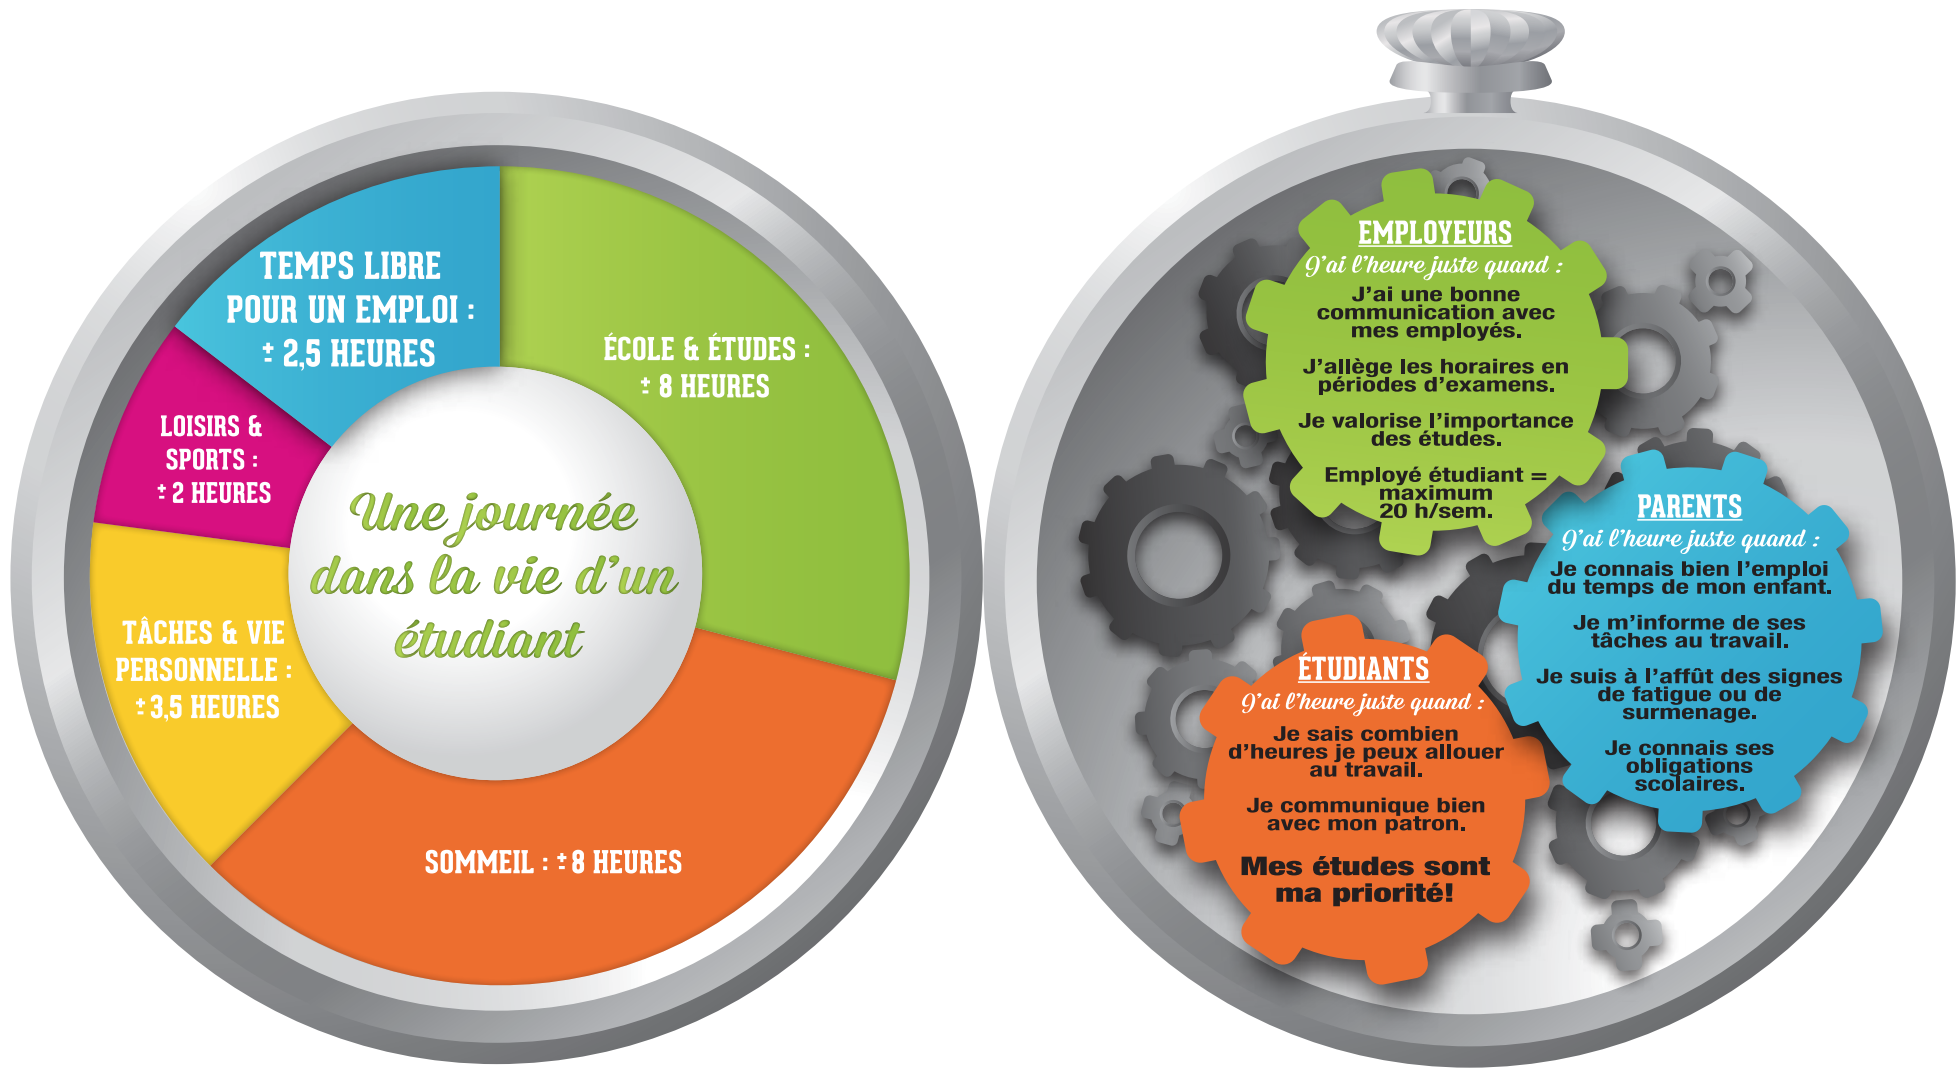 TEMPS LIBRE
POUR UN EMPLOI :
± 2,5 HEURES
ÉCOLE & ÉTUDES :
± 8 HEURES
LOISIRS &
SPORTS :
± 2 HEURES
TÂCHES & VIE
PERSONNELLE :
± 3,5 HEURES
SOMMEIL : ± 8 HEURES
Une journée
dans la vie d'un
étudiant
EMPLOYEURS
J'ai l'heure juste quand :
J'ai une bonne
communication avec
mes employés.
J'allège les horaires en
périodes d'examens.
Je valorise l'importance
des études.
Employé étudiant =
maximum
20 h/sem.
PARENTS
J'ai l'heure juste quand :
Je connais bien l'emploi
du temps de mon enfant.
Je m'informe de ses
tâches au travail.
Je suis à l'affût des signes
de fatigue ou de
surmenage.
Je connais ses
obligations
scolaires.
ÉTUDIANTS
J'ai l'heure juste quand :
Je sais combien
d'heures je peux allouer
au travail.
Je communique bien
avec mon patron.
Mes études sont
ma priorité!